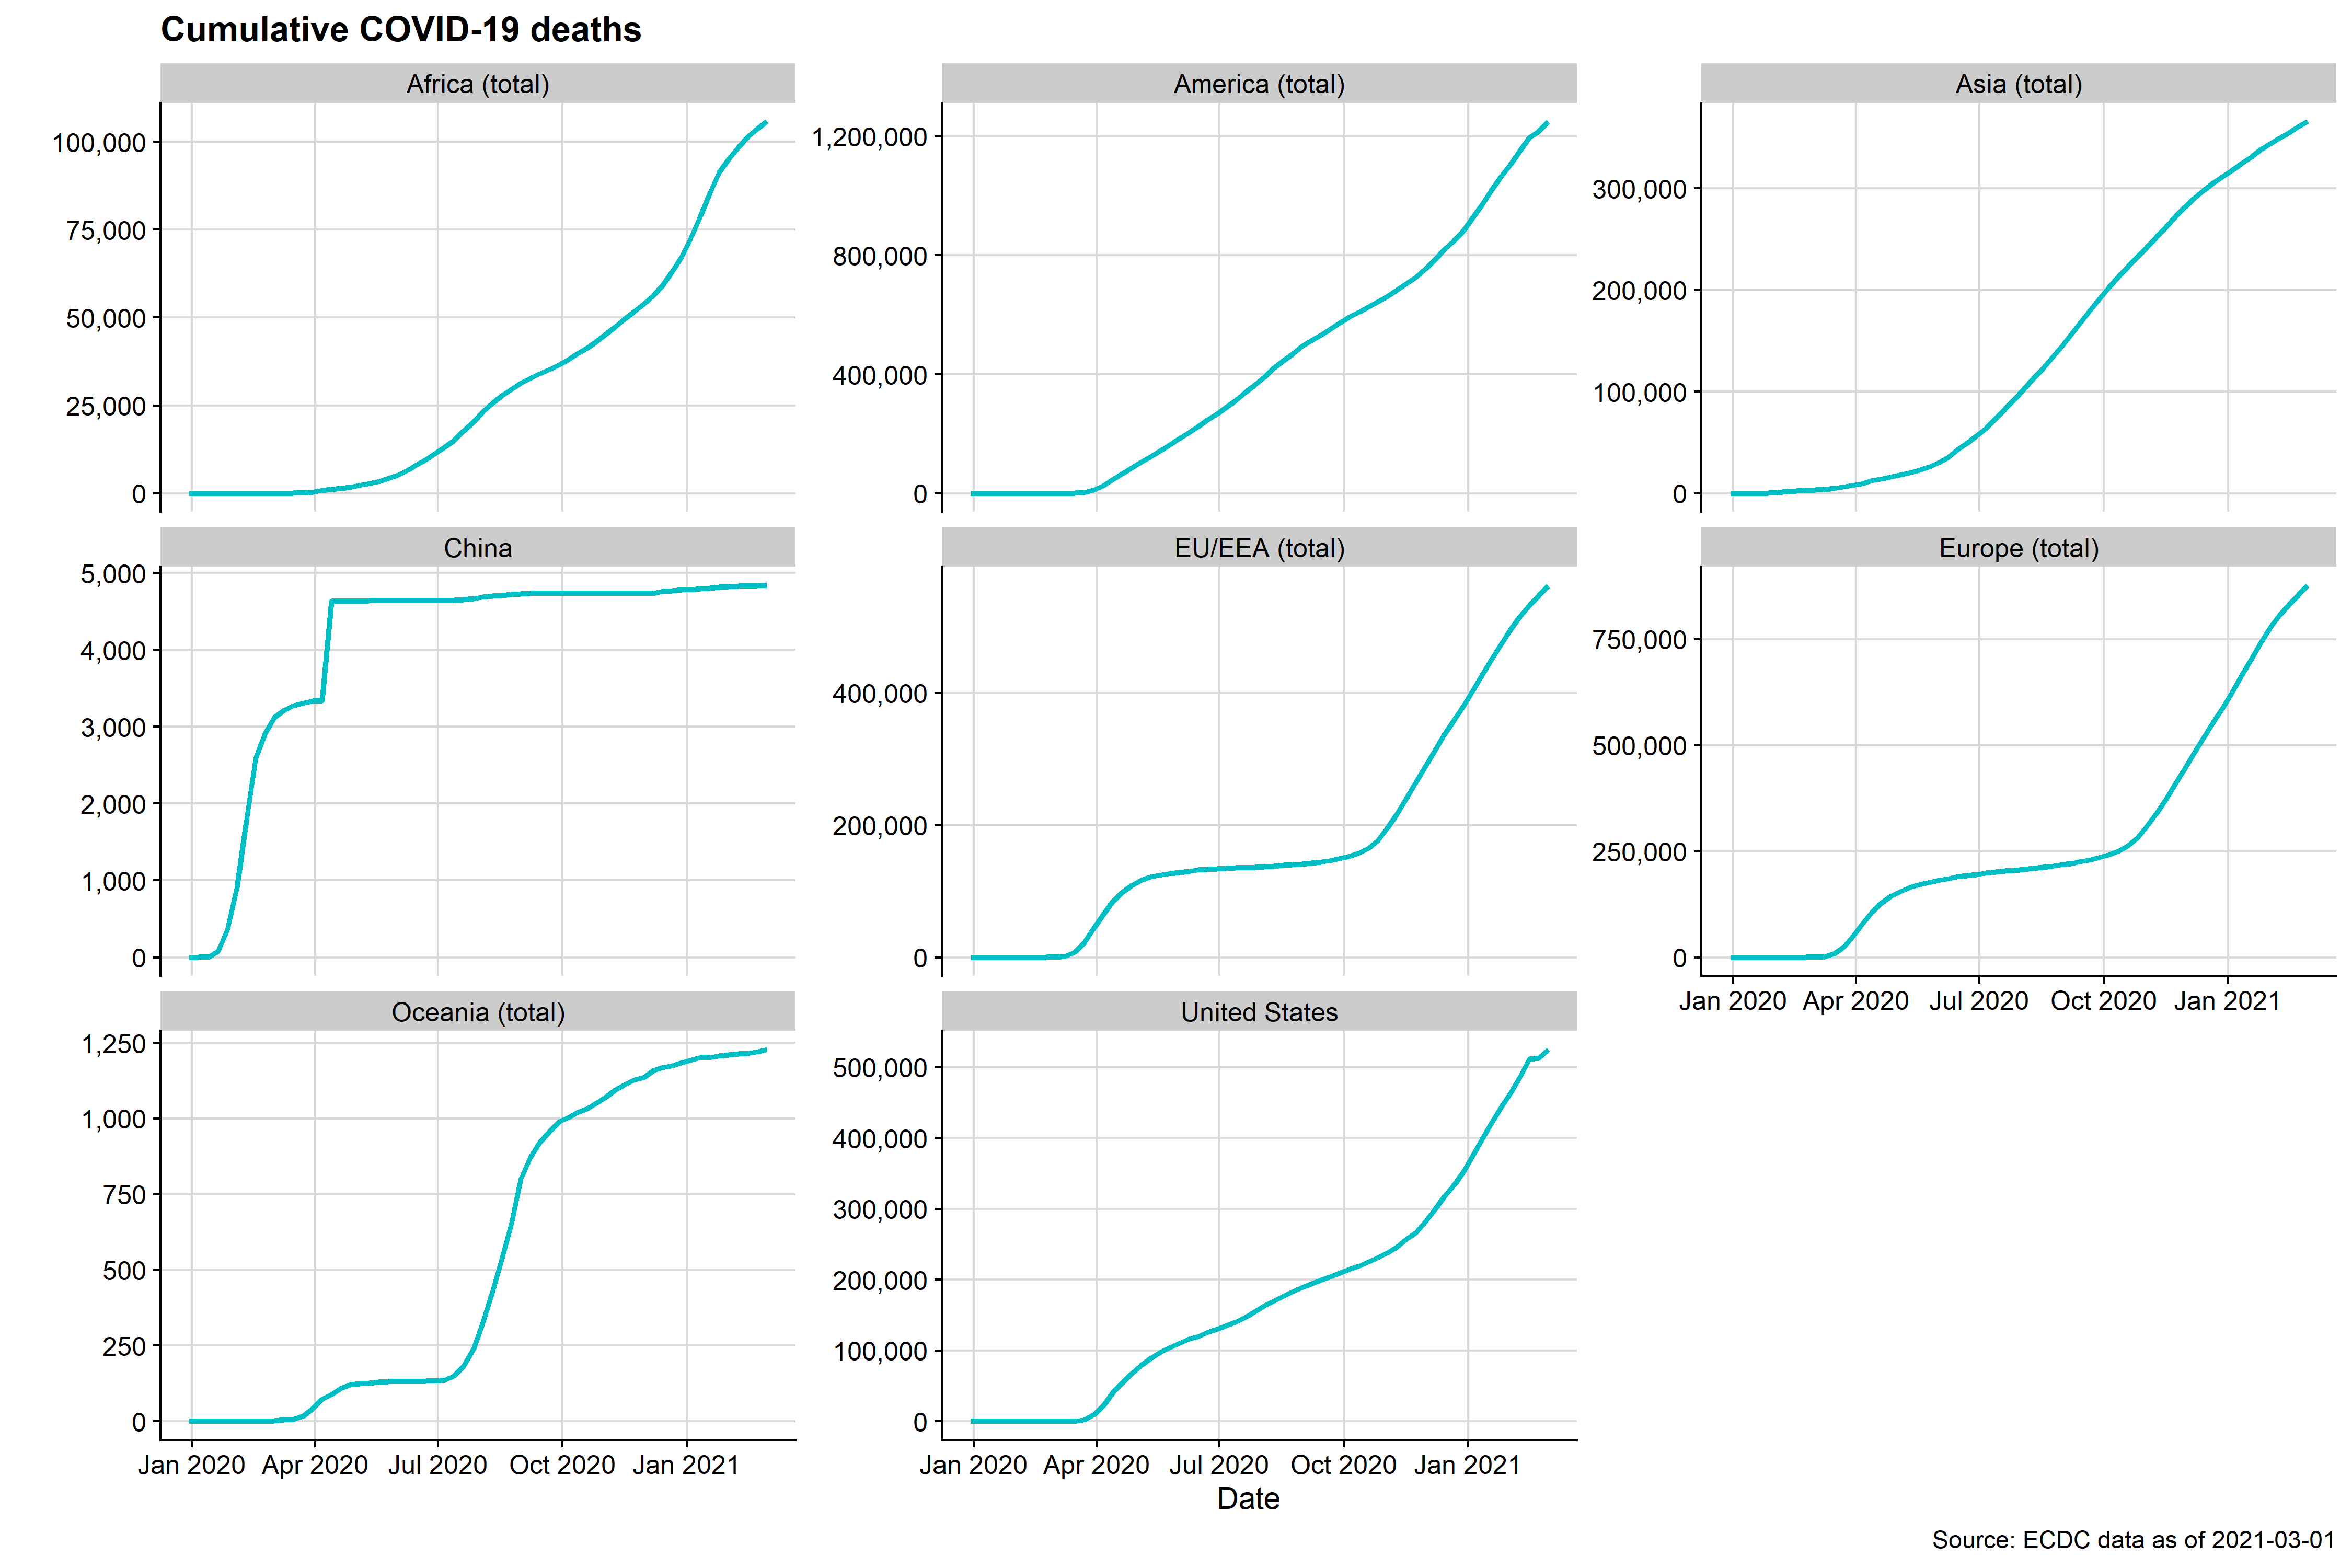 Cumulative COVID-19 deaths
Africa (total)
America (total)
Asia (total)
100,000
75,000
50,000
25,000
0
1,200,000
800,000
400,000
0
300,000
200,000
100,000
0
China
EU/EEA (total)
Europe (total)
5,000
4,000
3,000
2,000
1,000
0
400,000
200,000
0
750,000
500,000
250,000
0
Jan 2020 Apr 2020 Jul 2020 Oct 2020 Jan 2021
Oceania (total)
United States
1,250
1,000
750
500
250
0
500,000
400,000
300,000
200,000
100,000
0
Jan 2020 Apr 2020 Jul 2020 Oct 2020 Jan 2021
Jan 2020 Apr 2020 Jul 2020 Oct 2020 Jan 2021
Date
Source: ECDC data as of 2021-03-01